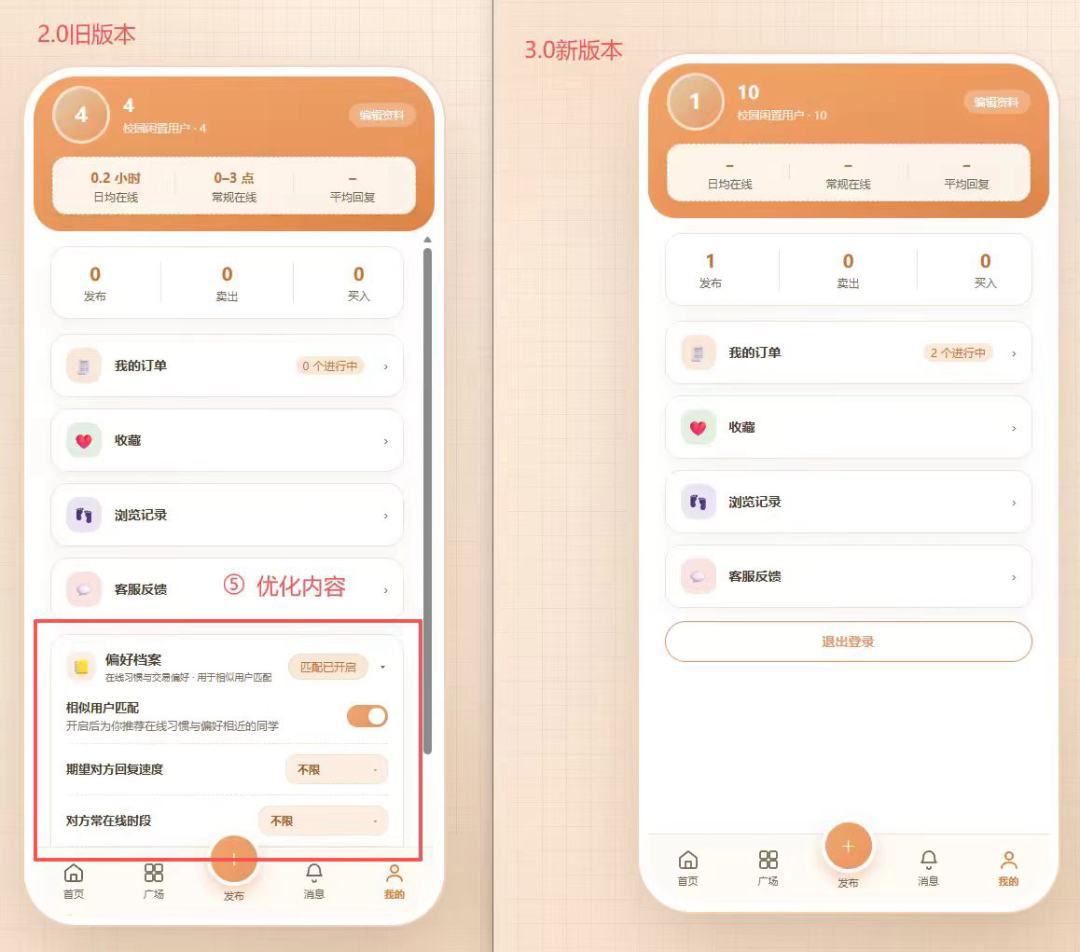 2.0旧版本
4
4
校园闲置用户 · 4
编辑资料
0.2 小时
0–3 点
–
日均在线
常规在线
平均回复
0
0
0
发布
卖出
买入
我的订单
0 个进行中
›
收藏
›
浏览记录
›
客服反馈
⑤ 优化内容
›
偏好档案
在线习惯与交易偏好 · 用于相似用户匹配
匹配已开启
相似用户匹配
开启后为你推荐在线习惯与偏好相近的同学
期望对方回复速度
不限
对方常在线时段
不限
+
首页
广场
发布
消息
我的
3.0新版本
1
10
校园闲置用户 · 10
编辑资料
–
–
–
日均在线
常规在线
平均回复
1
0
0
发布
卖出
买入
我的订单
2 个进行中
›
收藏
›
浏览记录
›
客服反馈
›
退出登录
+
首页
广场
发布
消息
我的